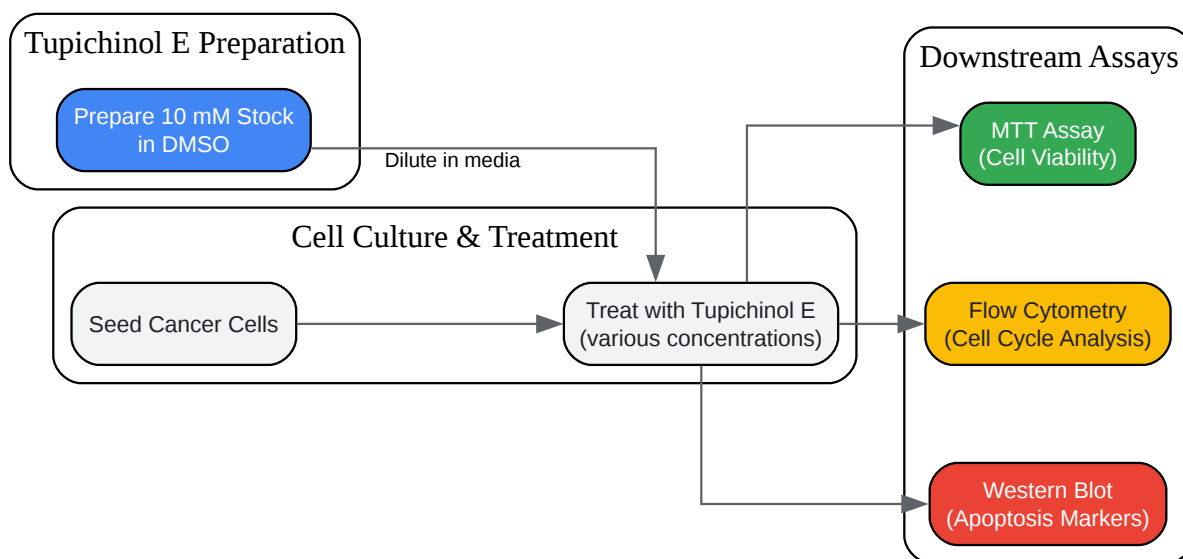 Tupichinol E Preparation
Prepare 10 mM Stock
in DMSO
Dilute in media
Cell Culture & Treatment
Seed Cancer Cells
Treat with Tupichinol E
(various concentrations)
Downstream Assays
MTT Assay
(Cell Viability)
Flow Cytometry
(Cell Cycle Analysis)
Western Blot
(Apoptosis Markers)